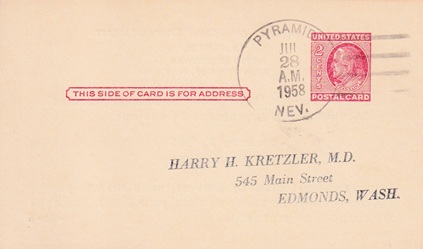 PYRAMID
28
A.M.
1958
NEV.
UNITED STATES
2 CENTS
POSTAL CARD
THIS SIDE OF CARD IS FOR ADDRESS
HARRY H. KRETZLER, M.D.
545 Main Street
EDMONDS, WASH.